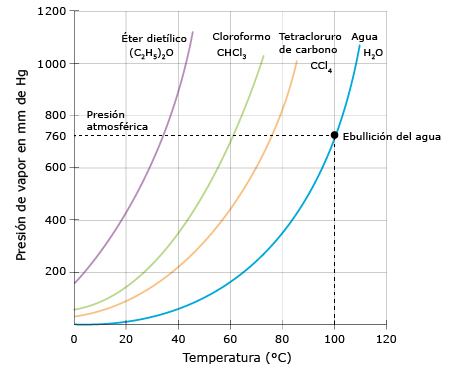 1200
1000
800
760
600
400
200
Presión de vapor en mm de Hg
Éter dietílico
(C₂H₅)₂O
Cloroformo
CHCl₃
Tetracloruro
de carbono
CCl₄
Agua
H₂O
Presión
atmosférica
Ebullición del agua
0 20 40 60 80 100 120
Temperatura (ºC)